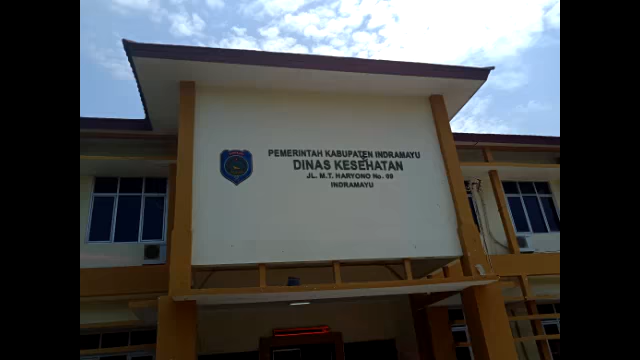 PEMERINTAH KABUPATEN INDRAMAYU
DINAS KESEHATAN
JL. M.T. HARYONO No. 09
INDRAMAYU